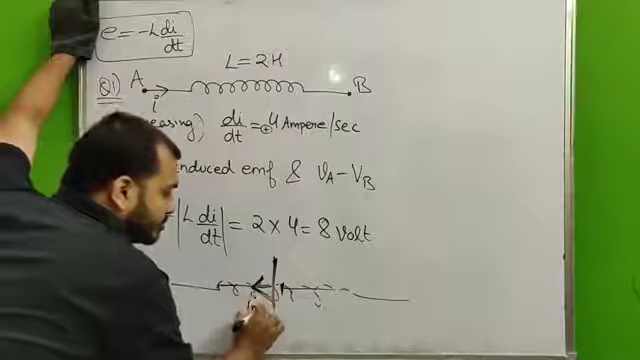 e = -L di/dt
L = 2H
Q1) A B
i
easing) di/dt = ⊕4 Ampere/sec
induced emf & VA - VB
= |L di/dt| = 2 × 4 = 8 Volt